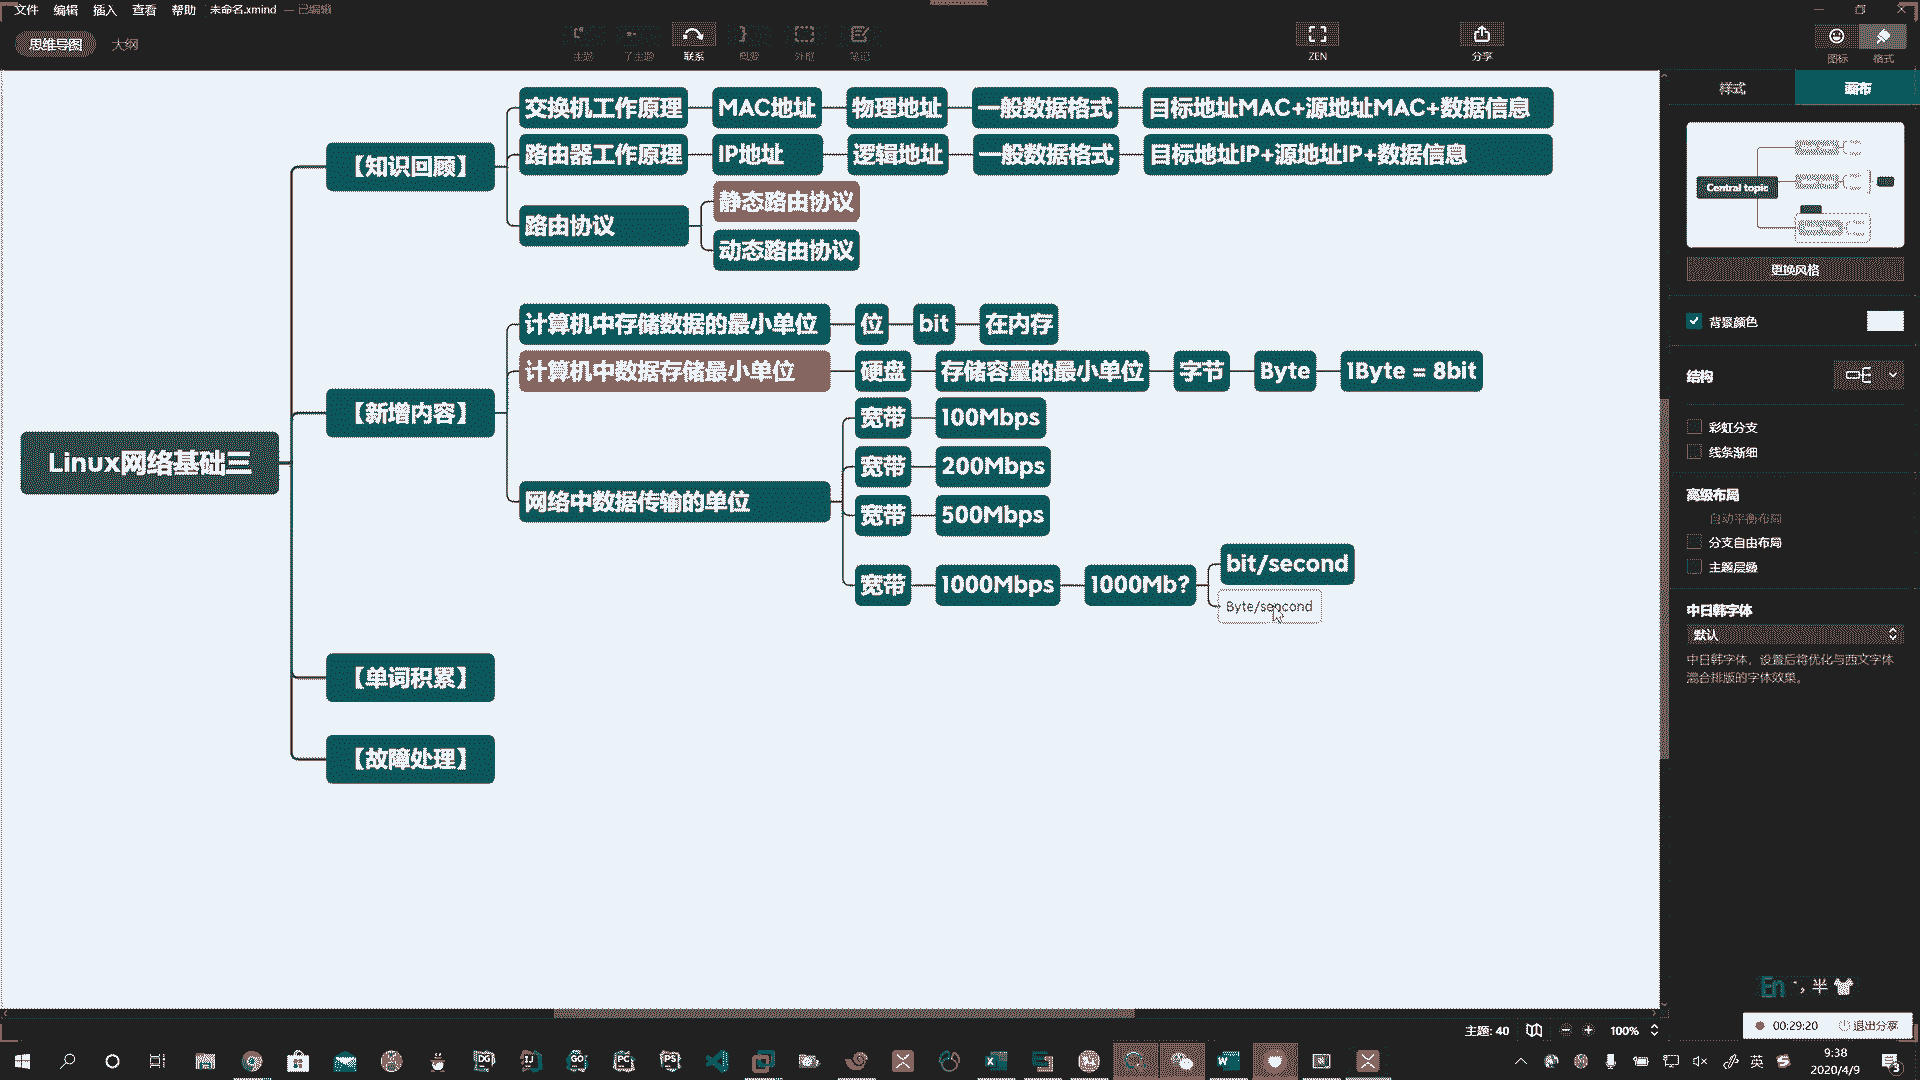 文件 编辑 插入 查看 帮助 未命名.xmind — 已编辑
思维导图 大纲
主题 子主题 联系 概要 外框 笔记 ZEN 分享 图标 格式
样式 画布
交换机工作原理 MAC地址 物理地址 一般数据格式 目标地址MAC+源地址MAC+数据信息
路由器工作原理 IP地址 逻辑地址 一般数据格式 目标地址IP+源地址IP+数据信息
【知识回顾】
路由协议
静态路由协议
动态路由协议
计算机中存储数据的最小单位 位 bit 在内存
计算机中数据存储最小单位 硬盘 存储容量的最小单位 字节 Byte 1Byte = 8bit
【新增内容】
宽带 100Mbps
宽带 200Mbps
网络中数据传输的单位
宽带 500Mbps
宽带 1000Mbps 1000Mb?
bit/second
Byte/sencond
Linux网络基础三
【单词积累】
【故障处理】
Central topic
更换风格
背景颜色
结构
彩虹分支
线条渐细
高级布局
自动平衡布局
分支自由布局
主题层叠
中日韩字体
默认
中日韩字体，设置后将优化与西文字体
混合排版的字体效果。
En 半
主题: 40 100%
00:29:20 退出分享
英
9:38
2020/4/9